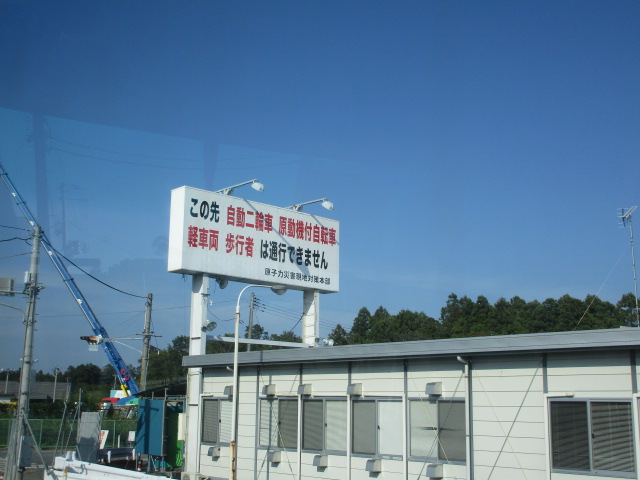 この先 自動二輪車 原動機付自転車
軽車両 歩行者 は通行できません
原子力災害現地対策本部